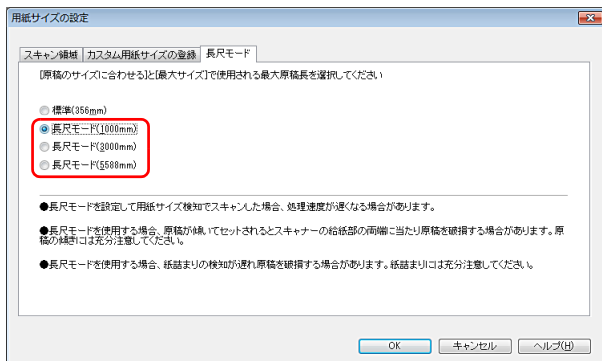 用紙サイズの設定
スキャン領域 カスタム用紙サイズの登録 長尺モード
[原稿のサイズに合わせる]と[最大サイズ]で使用される最大原稿長を選択してください
標準(356mm)
長尺モード(1000mm)
長尺モード(3000mm)
長尺モード(5588mm)
●長尺モードを設定して用紙サイズ検知でスキャンした場合、処理速度が遅くなる場合があります。
●長尺モードを使用する場合、原稿が傾いてセットされるとスキャナーの給紙部の両端に当たり原稿を破損する場合があります。原
稿の傾きには充分注意してください。
●長尺モードを使用する場合、紙詰まりの検知が遅れ原稿を破損する場合があります。紙詰まりには充分注意してください。
OK キャンセル ヘルプ(H)